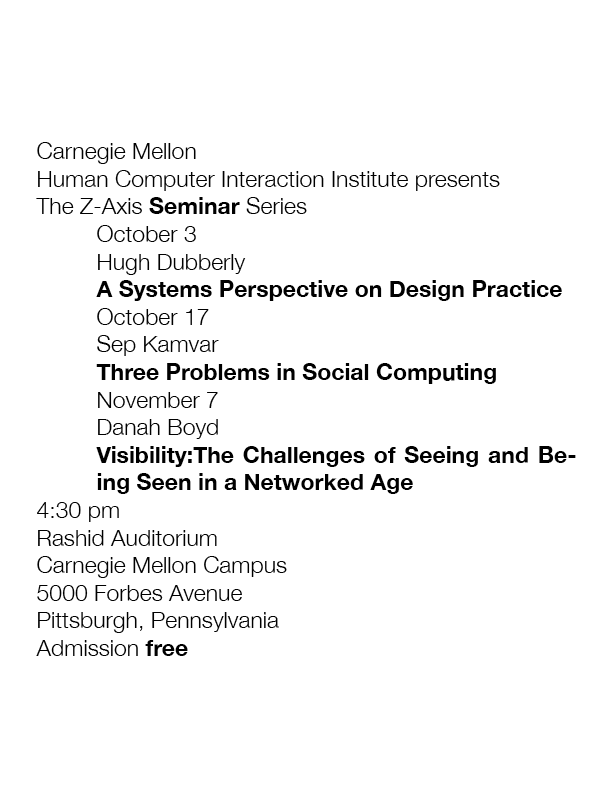 Carnegie Mellon
Human Computer Interaction Institute presents
The Z-Axis Seminar Series
October 3
Hugh Dubberly
A Systems Perspective on Design Practice
October 17
Sep Kamvar
Three Problems in Social Computing
November 7
Danah Boyd
Visibility:The Challenges of Seeing and Be-
ing Seen in a Networked Age
4:30 pm
Rashid Auditorium
Carnegie Mellon Campus
5000 Forbes Avenue
Pittsburgh, Pennsylvania
Admission free